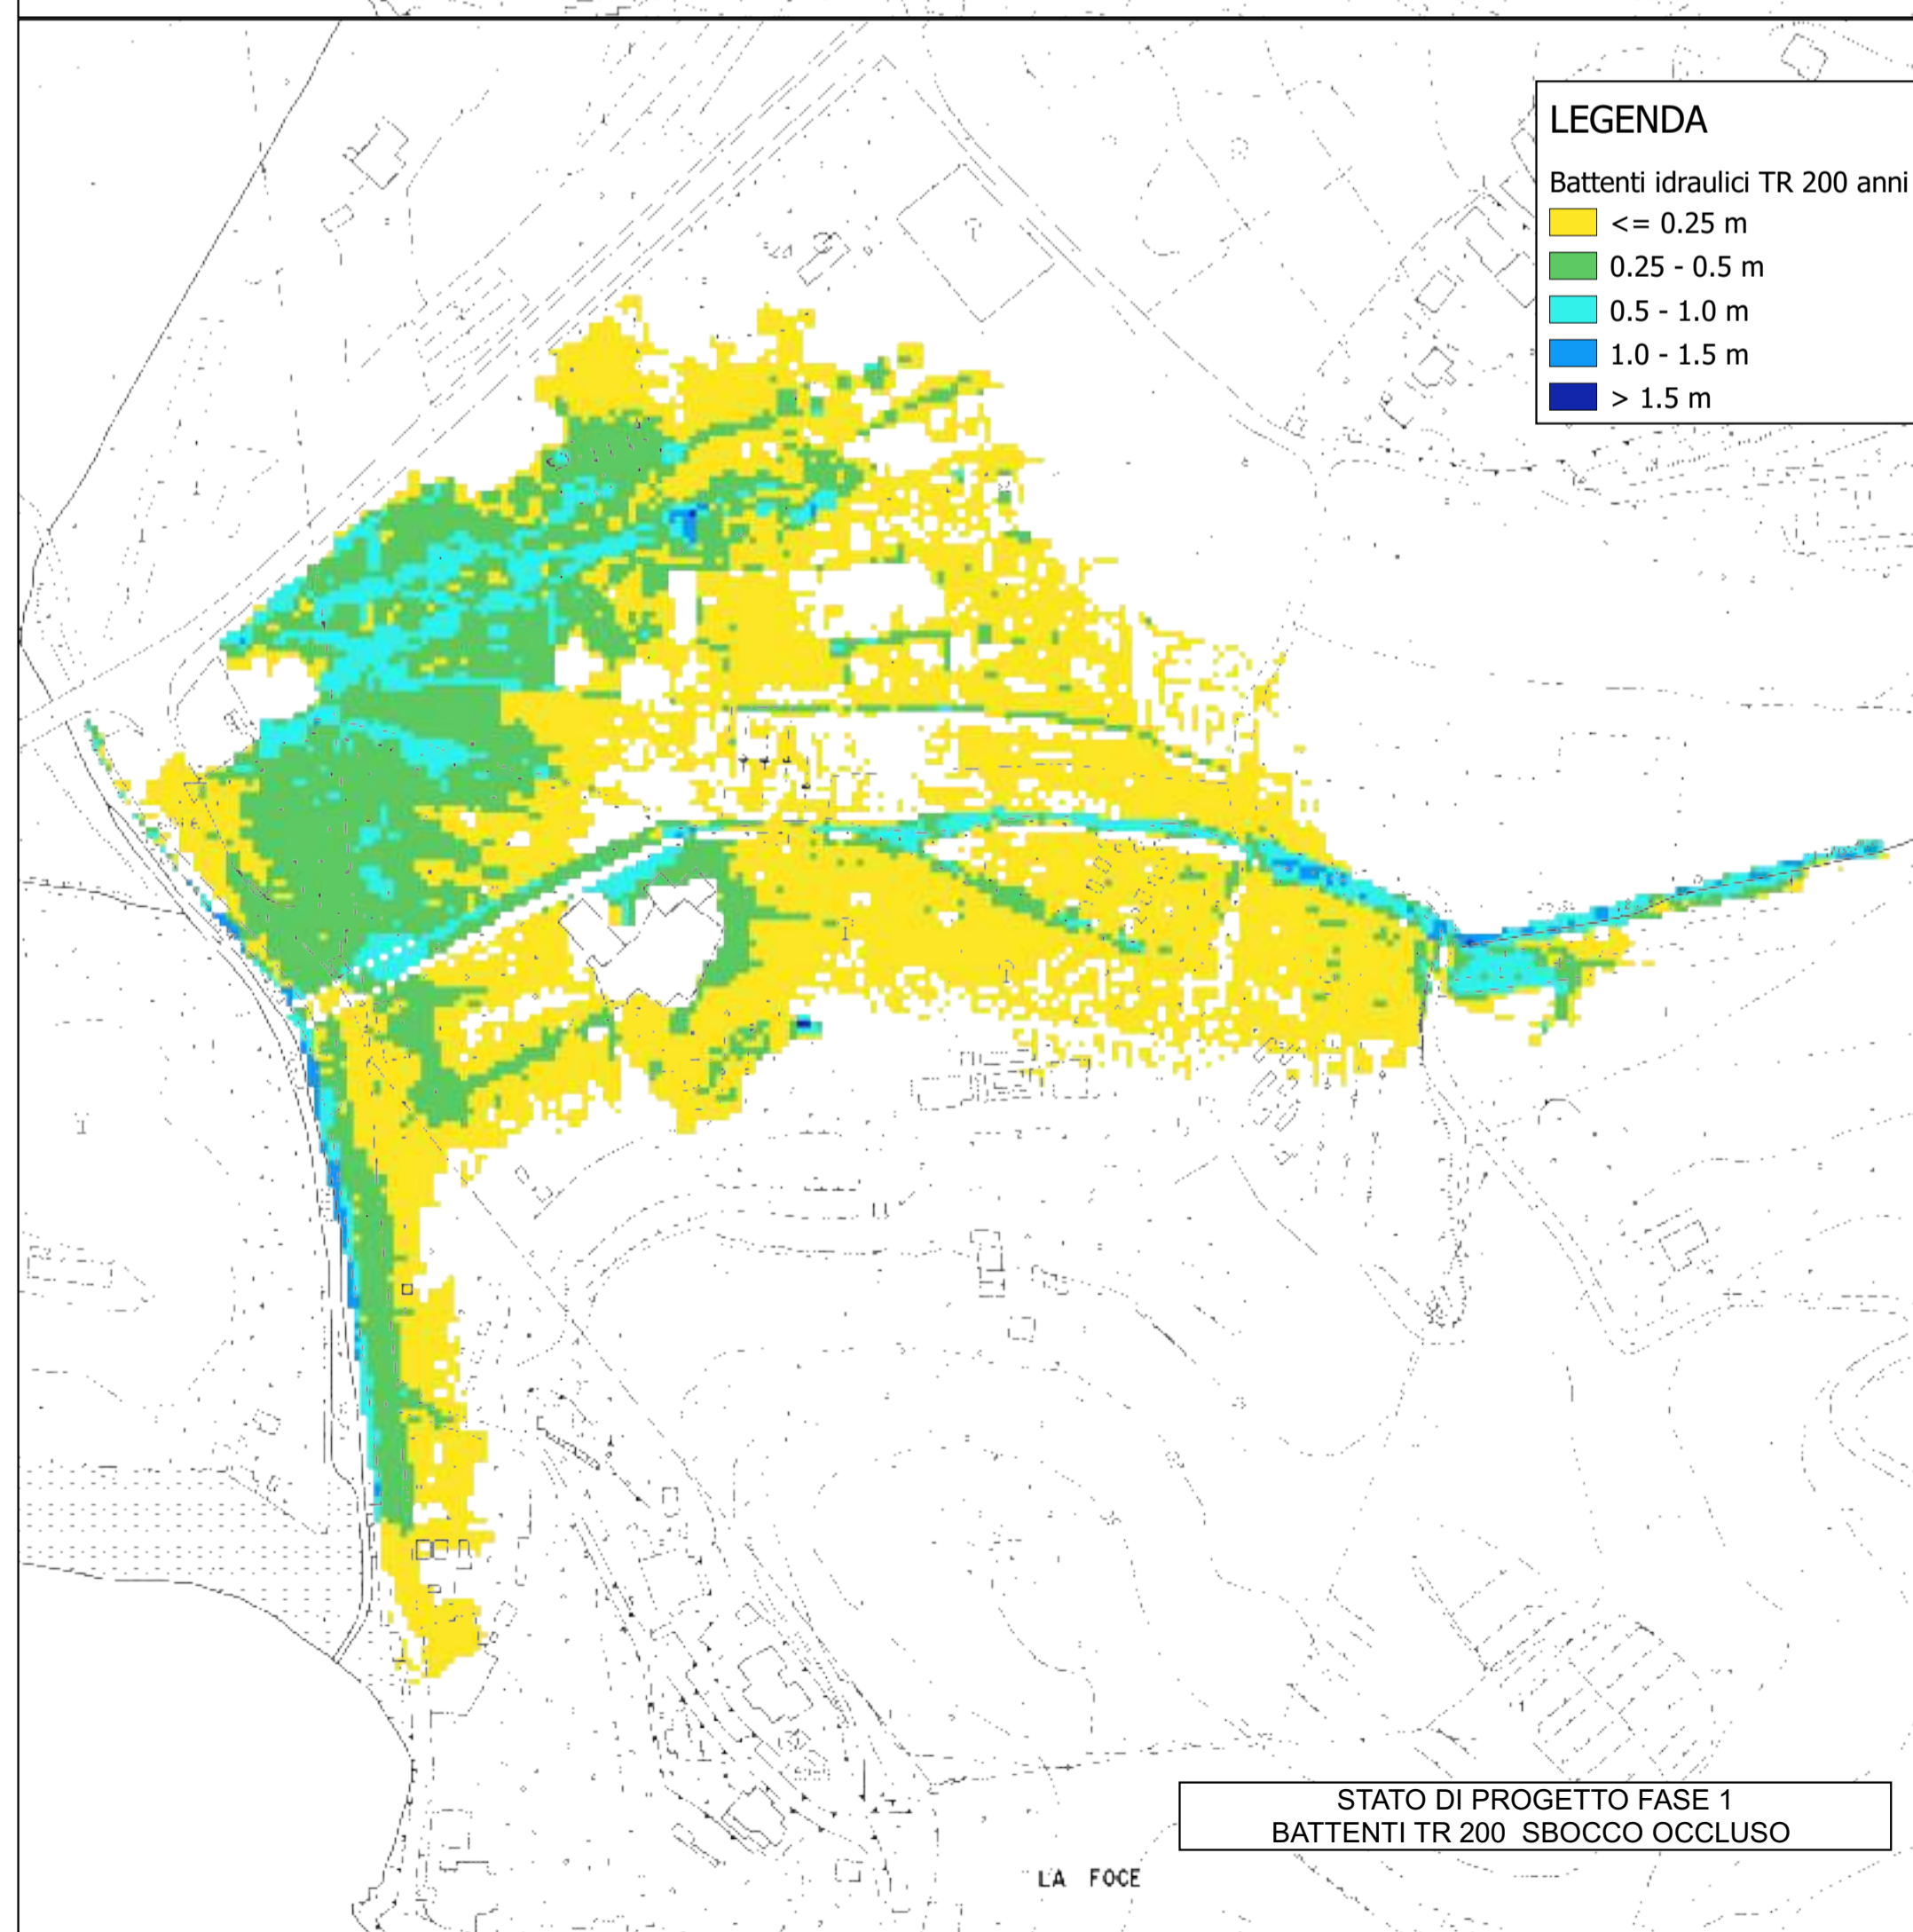 LEGENDA
Battenti idraulici TR 200 anni
<= 0.25 m
0.25 - 0.5 m
0.5 - 1.0 m
1.0 - 1.5 m
> 1.5 m
STATO DI PROGETTO FASE 1
BATTENTI TR 200 SBOCCO OCCLUSO
LA FOCE